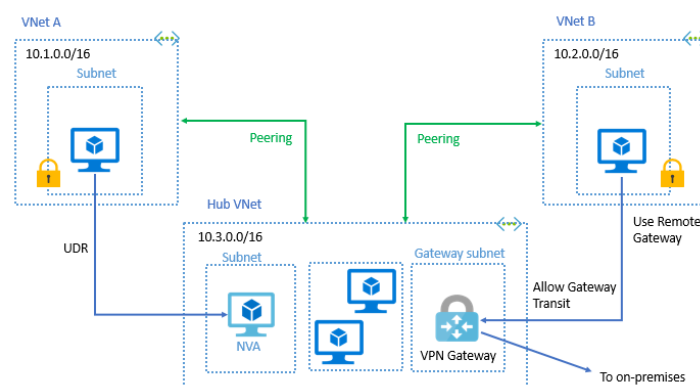 VNet A
VNet B
10.1.0.0/16
10.2.0.0/16
Subnet
Subnet
Peering
Peering
Hub VNet
UDR
Use Remote
Gateway
10.3.0.0/16
Subnet
Gateway subnet
Allow Gateway
Transit
NVA
VPN Gateway
To on-premises